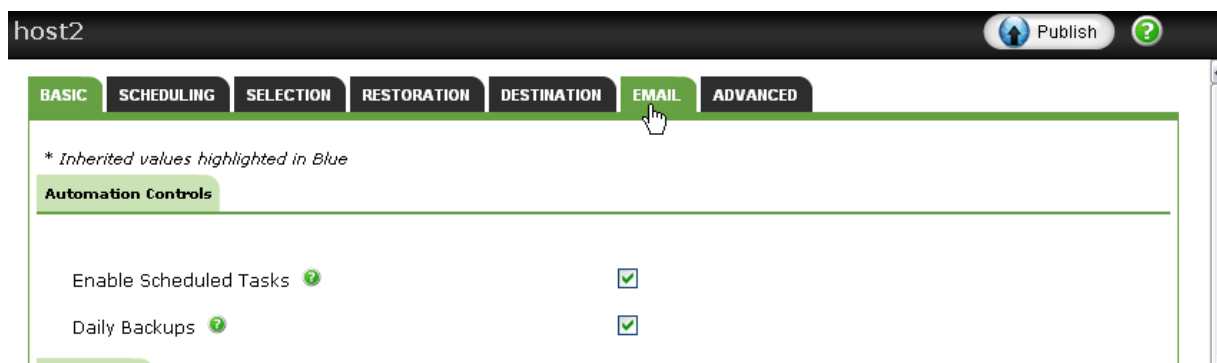 host2
Publish
BASIC SCHEDULING SELECTION RESTORATION DESTINATION EMAIL ADVANCED
* Inherited values highlighted in Blue
Automation Controls
Enable Scheduled Tasks
Daily Backups